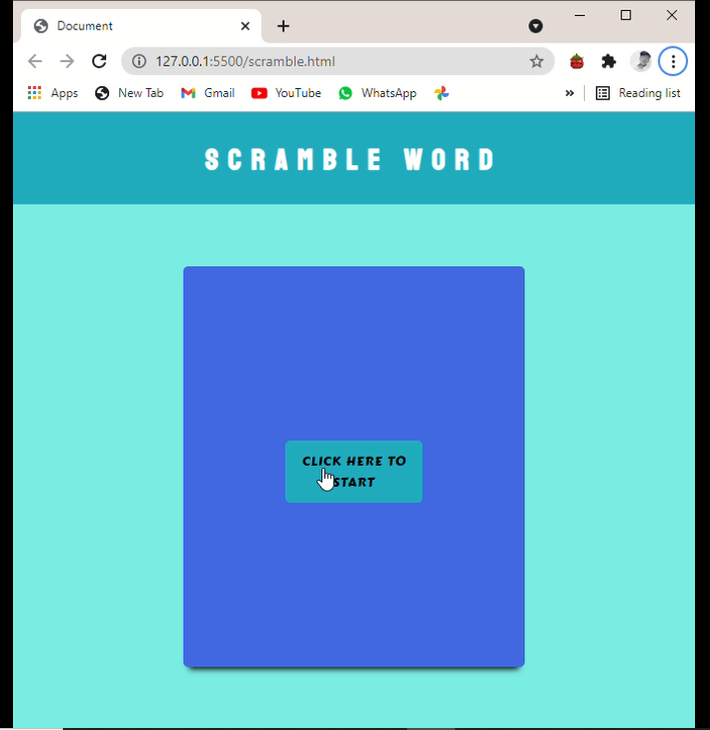 Document
127.0.0.1:5500/scramble.html
Apps New Tab Gmail YouTube WhatsApp » Reading list
SCRAMBLE WORD
CLICK HERE TO
START